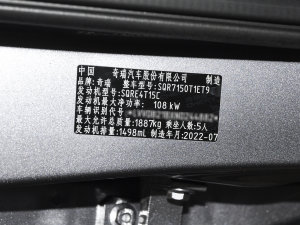 中国 奇瑞汽车股份有限公司 制造
品牌:奇瑞 整车型号:SQR7150T1ET9
发动机型号:SQRE4T15C
发动机最大净功率: 108 kW
车辆识别代号:
最大允许总质量:1887kg 乘坐人数:5人
发动机排量:1498mL 制造年月:2022-07